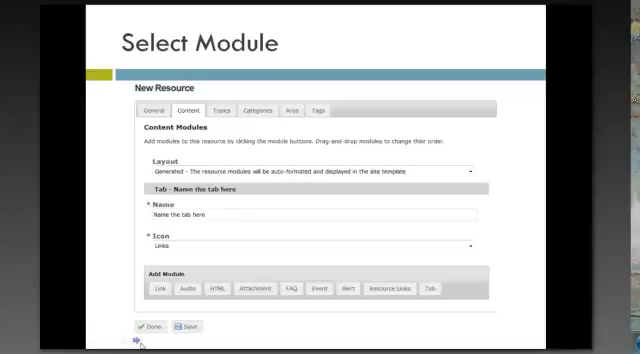 Select Module
New Resource
General Content Topics Categories Area Tags
Content Modules
Add modules to this resource by clicking the module buttons. Drag-and-drop modules to change their order.
Layout
Generated - The resource modules will be auto-formatted and displayed in the site template
Tab - Name the tab here
* Name
Name the tab here
* Icon
Links
Add Module
Link Audio HTML Attachment FAQ Event Alert Resource Links Tab
Done Save